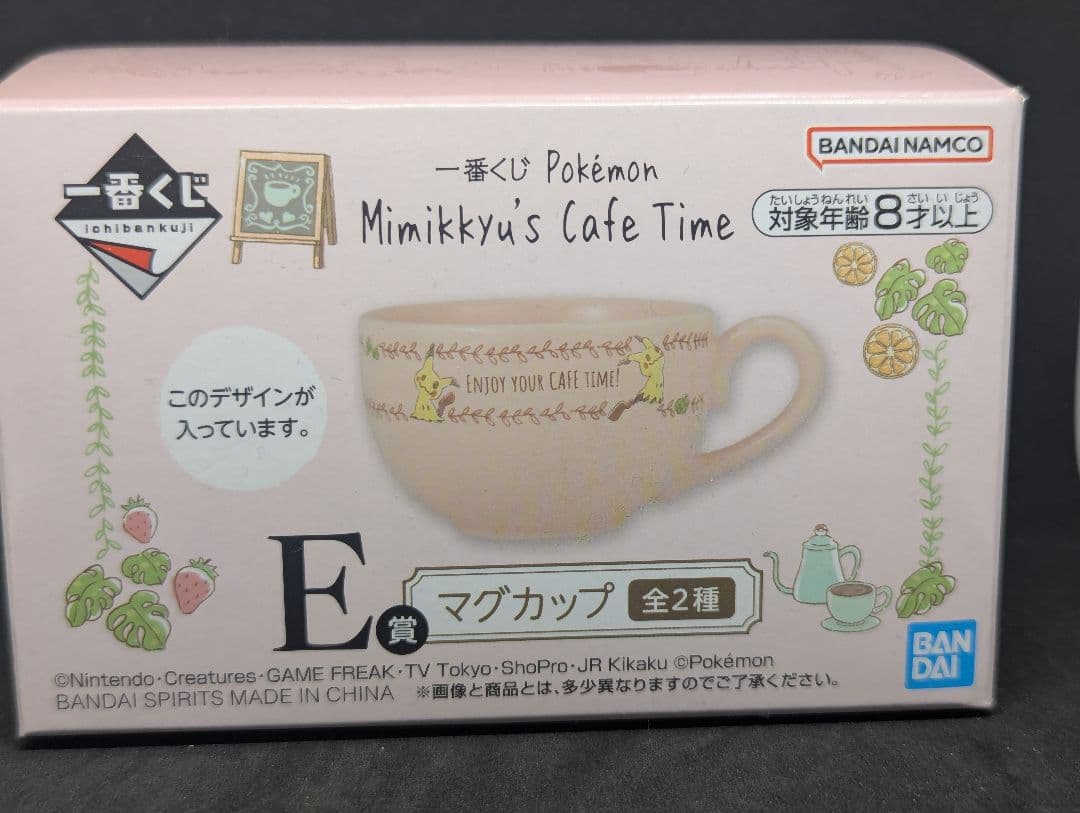 一番くじ
ichibankuji
一番くじ Pokémon
Mimikkyu's Cafe Time
BANDAI NAMCO
たいしょうねんれい さい い じょう
対象年齢8才以上
このデザインが
入っています。
ENJOY YOUR CAFE TIME!
E賞
マグカップ 全2種
©Nintendo・Creatures・GAME FREAK・TV Tokyo・ShoPro・JR Kikaku ©Pokémon
BANDAI SPIRITS MADE IN CHINA ※画像と商品とは、多少異なりますのでご了承ください。
BAN
DAI